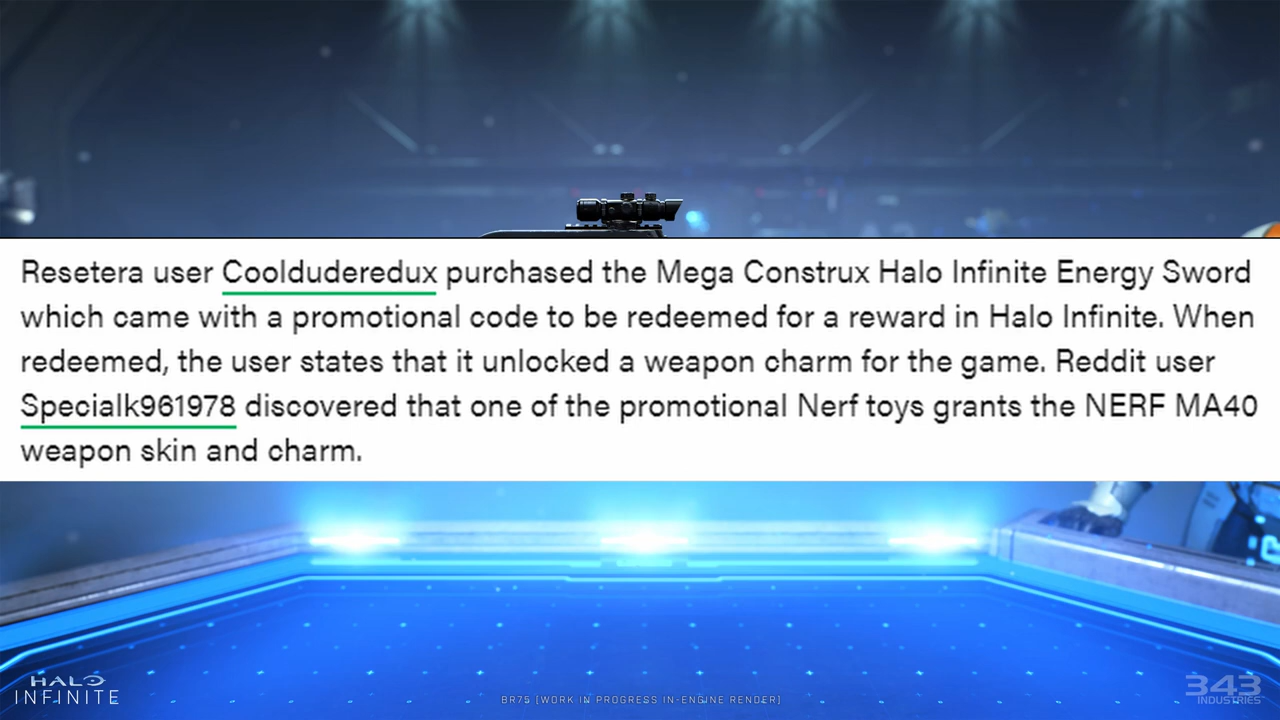 Resetera user Coolduderedux purchased the Mega Construx Halo Infinite Energy Sword
which came with a promotional code to be redeemed for a reward in Halo Infinite. When
redeemed, the user states that it unlocked a weapon charm for the game. Reddit user
Specialk961978 discovered that one of the promotional Nerf toys grants the NERF MA40
weapon skin and charm.
HALO
INFINITE
BR75 [WORK IN PROGRESS IN-ENGINE RENDER]
343
INDUSTRIES